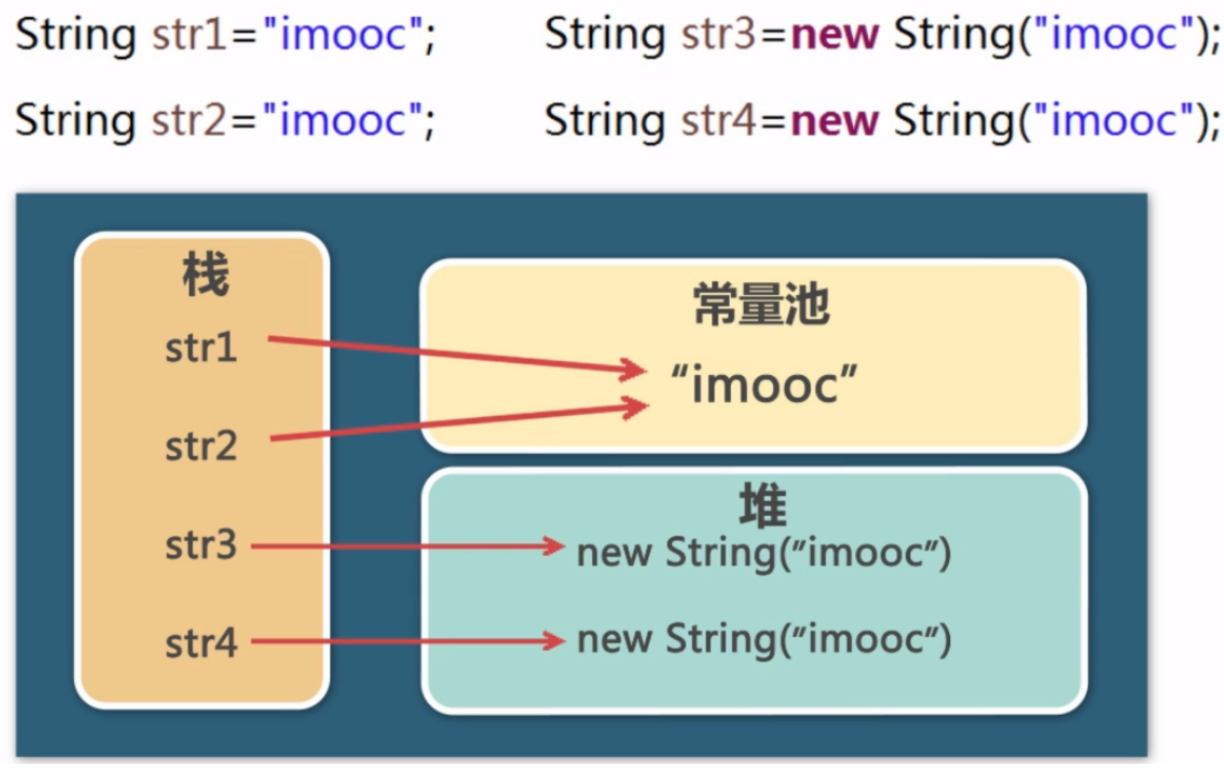 String str1="imooc"; String str3=new String("imooc");
String str2="imooc"; String str4=new String("imooc");
栈
str1
str2
str3
str4
常量池
“imooc”
堆
new String(”imooc”)
new String(”imooc”)